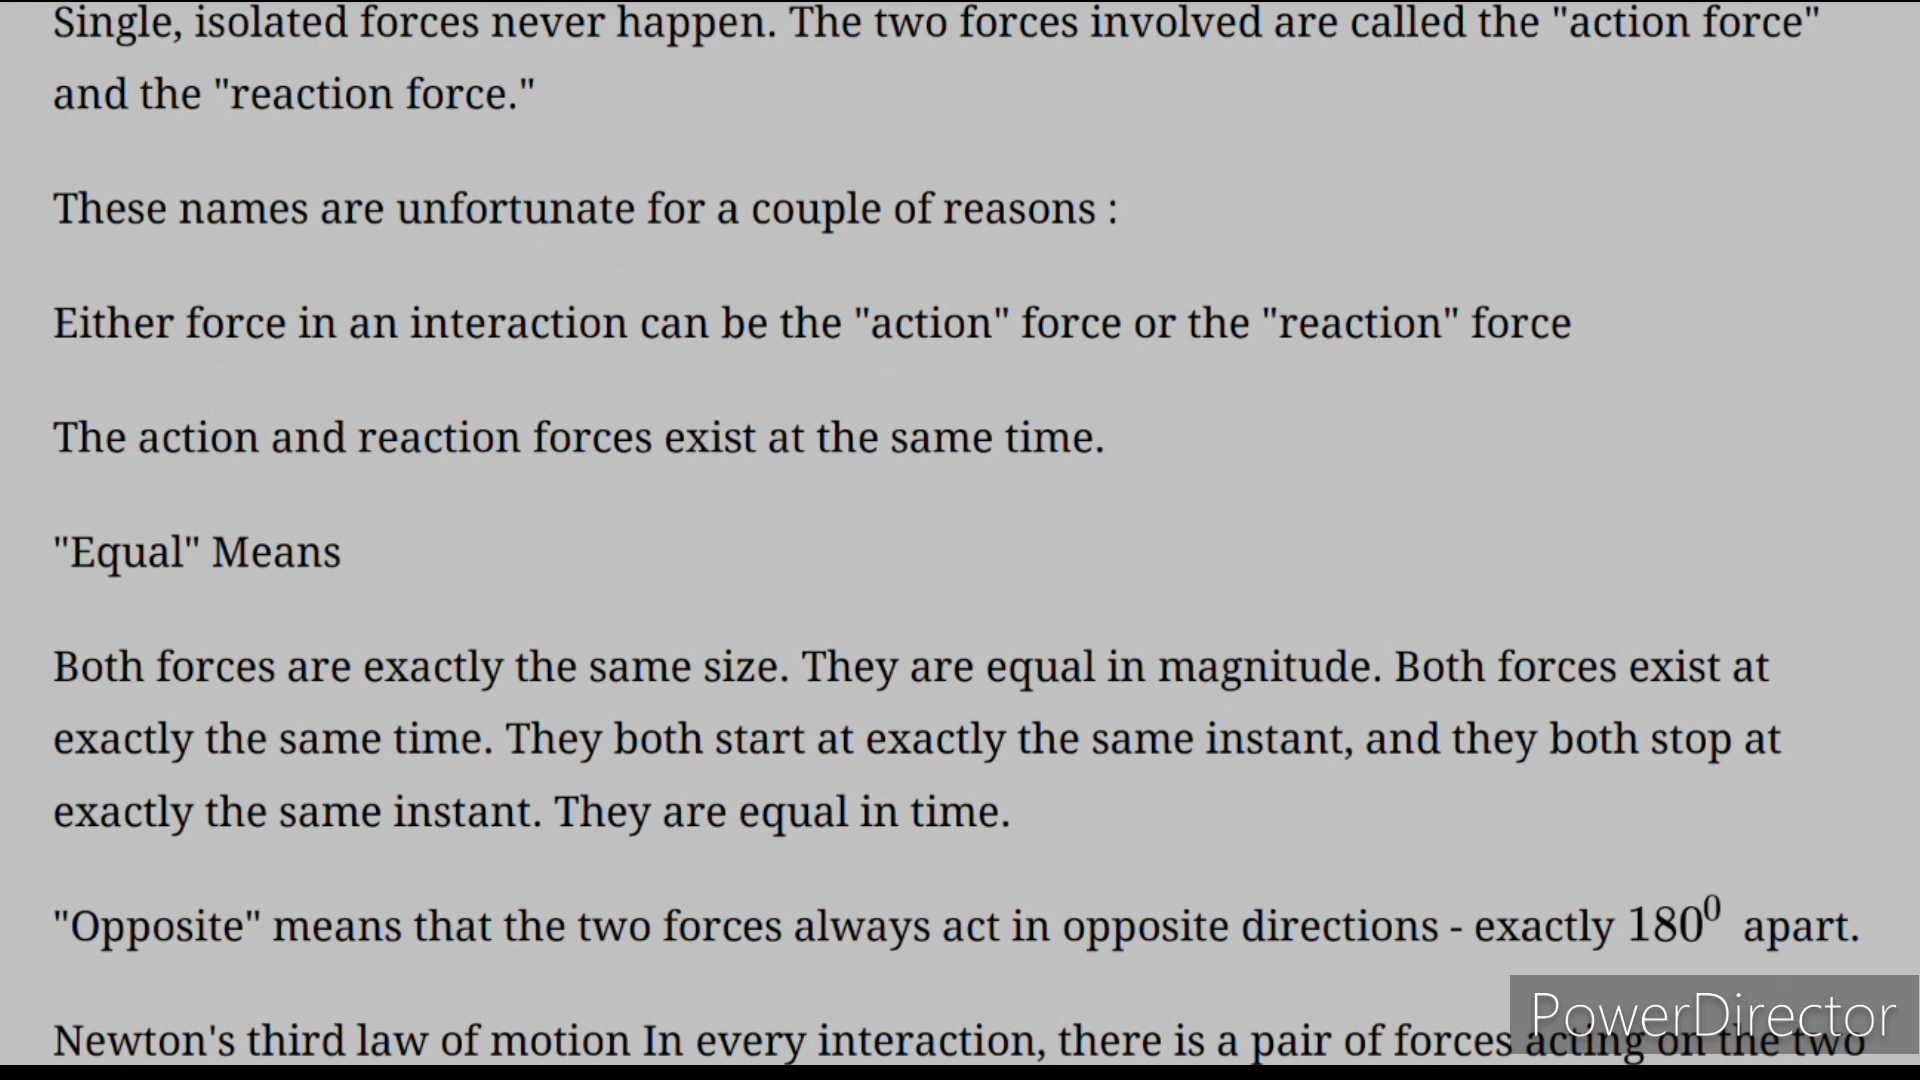 Single, isolated forces never happen. The two forces involved are called the "action force"
and the "reaction force."
These names are unfortunate for a couple of reasons :
Either force in an interaction can be the "action" force or the "reaction" force
The action and reaction forces exist at the same time.
"Equal" Means
Both forces are exactly the same size. They are equal in magnitude. Both forces exist at
exactly the same time. They both start at exactly the same instant, and they both stop at
exactly the same instant. They are equal in time.
"Opposite" means that the two forces always act in opposite directions - exactly 180⁰ apart.
Newton's third law of motion In every interaction, there is a pair of forces acting on the two
PowerDirector